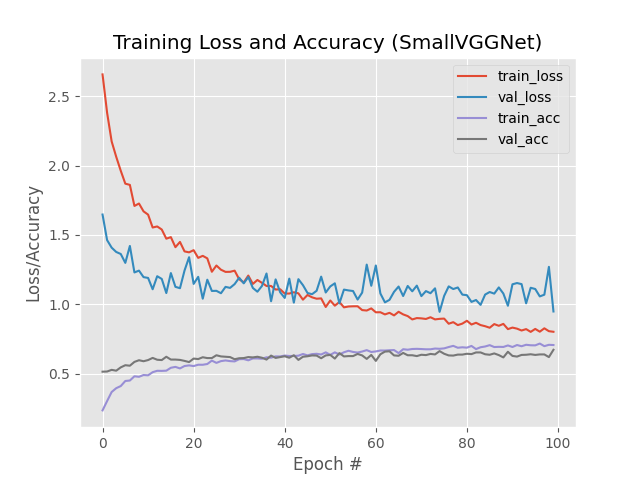 Training Loss and Accuracy (SmallVGGNet)
train_loss
val_loss
train_acc
val_acc
Loss/Accuracy
2.5
2.0
1.5
1.0
0.5
0 20 40 60 80 100
Epoch #